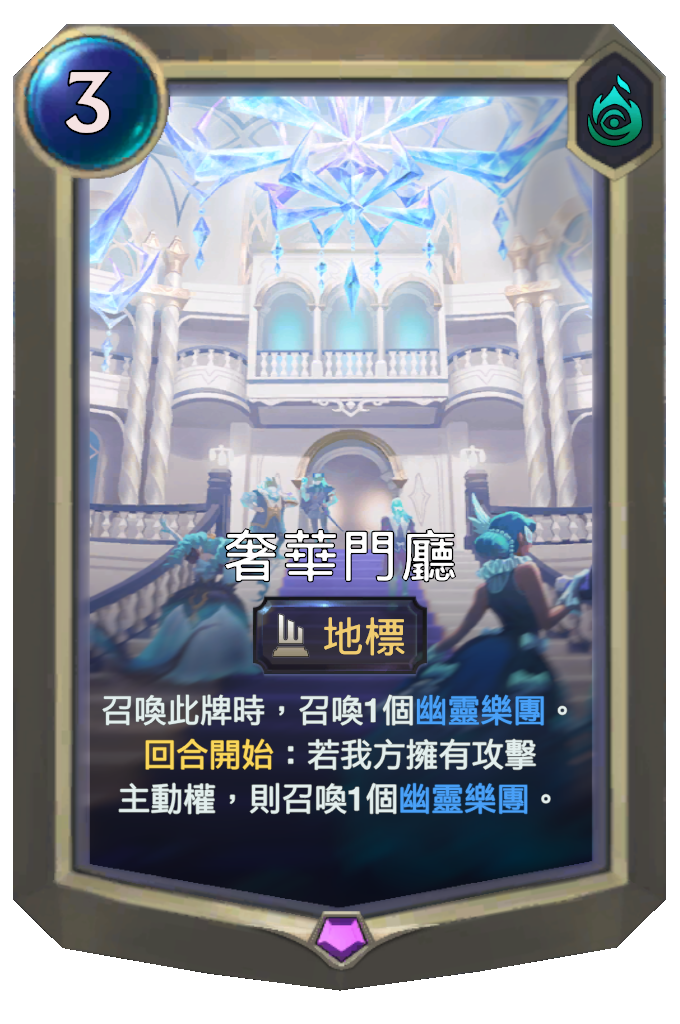 3
奢華門廳
地標
召喚此牌時，召喚1個幽靈樂團。
回合開始：若我方擁有攻擊
主動權，則召喚1個幽靈樂團。